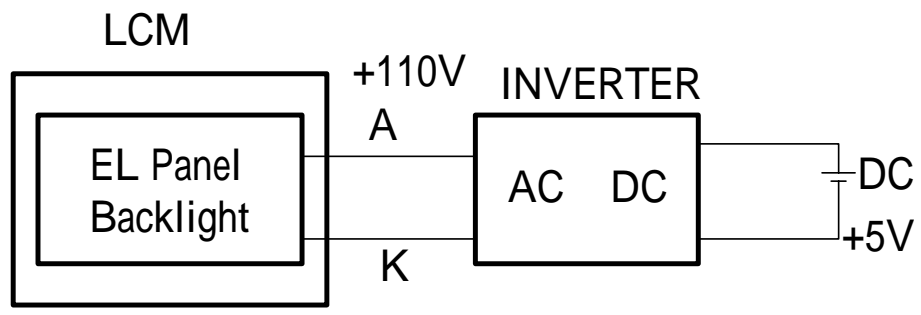 LCM
+110V
INVERTER
A
EL Panel
Backlight
AC DC
DC
+5V
K